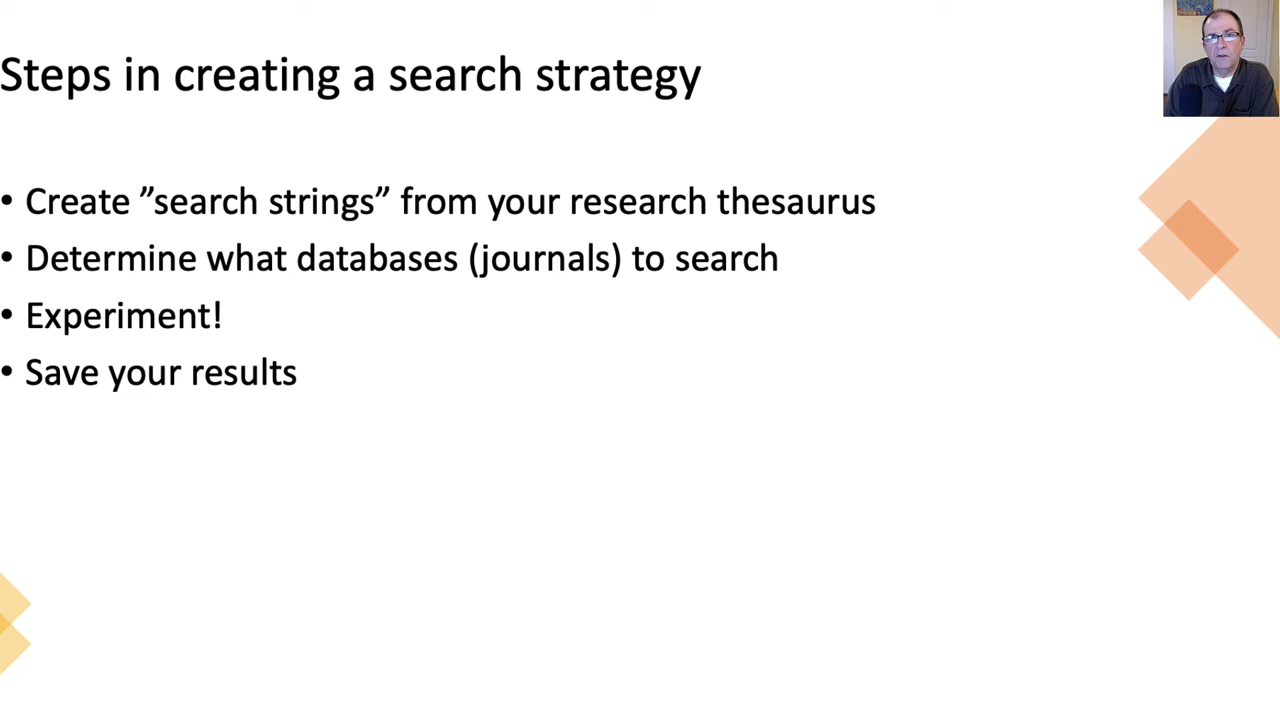 Steps in creating a search strategy
• Create ”search strings” from your research thesaurus
• Determine what databases (journals) to search
• Experiment!
• Save your results